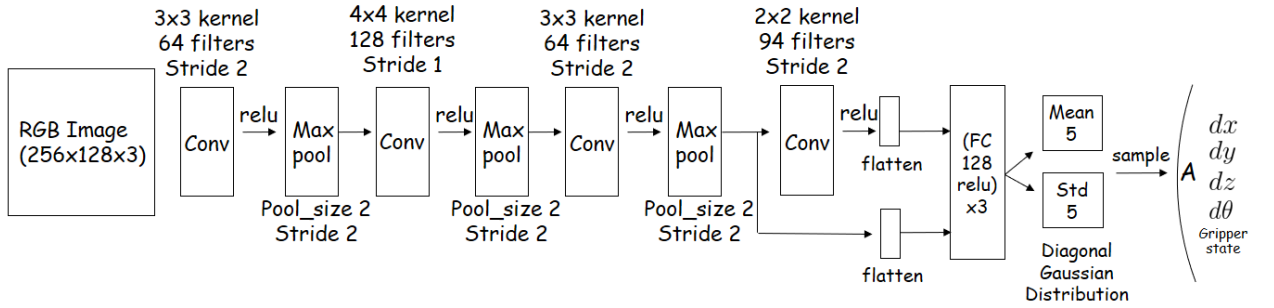 3x3 kernel
64 filters
Stride 2
4x4 kernel
128 filters
Stride 1
3x3 kernel
64 filters
Stride 2
2x2 kernel
94 filters
Stride 2
RGB Image
(256x128x3)
Conv
relu
Max
pool
Pool_size 2
Stride 2
Conv
relu
Max
pool
Pool_size 2
Stride 2
Conv
relu
Max
pool
Pool_size 2
Stride 2
Conv
relu
flatten
flatten
(FC
128
relu)
x3
Mean
5
Std
5
Diagonal
Gaussian
Distribution
sample
A
dx
dy
dz
dθ
Gripper
state